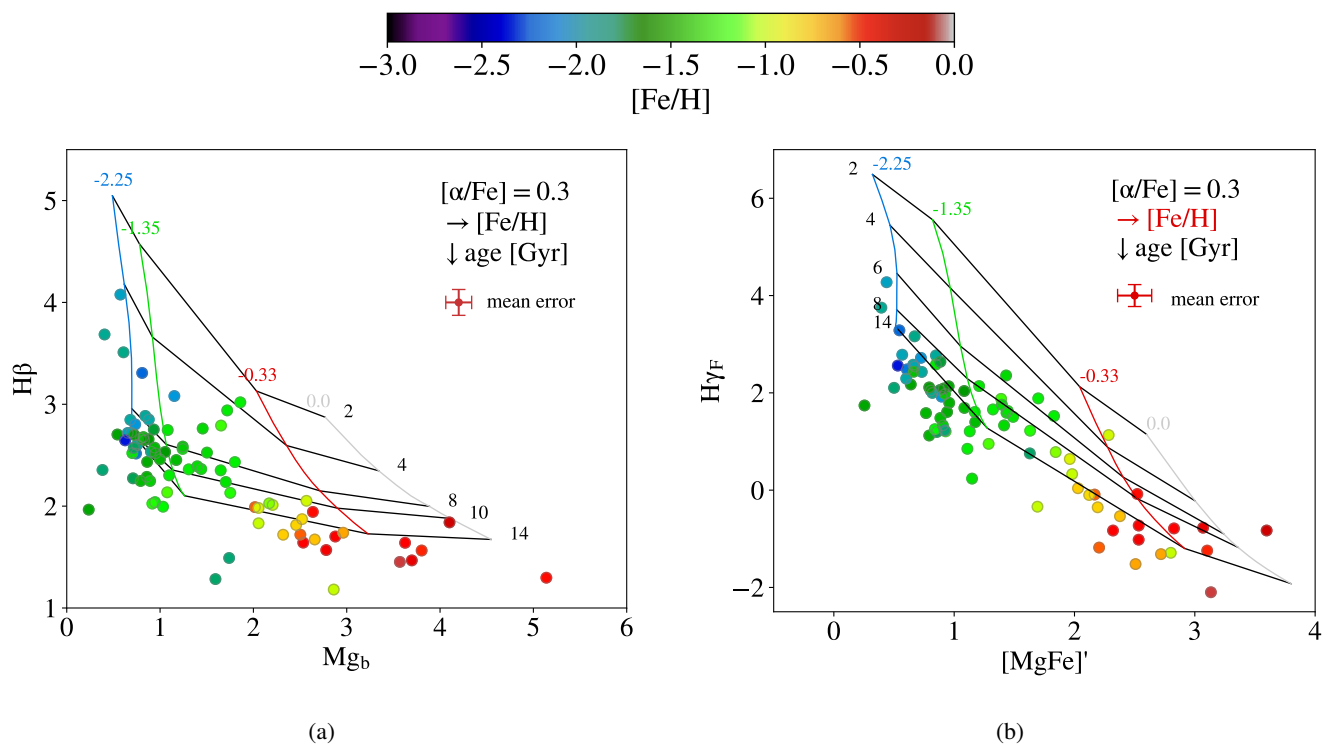 −3.0 −2.5 −2.0 −1.5 −1.0 −0.5 0.0
[Fe/H]
5
4
3
2
1
Hβ
-2.25
-1.35
-0.33
0.0
2
4
8
10
14
[α/Fe] = 0.3
→ [Fe/H]
↓ age [Gyr]
mean error
0 1 2 3 4 5 6
Mgb
(a)
6
4
2
0
−2
HγF
2
-2.25
-1.35
4
6
8
14
-0.33
0.0
[α/Fe] = 0.3
→ [Fe/H]
↓ age [Gyr]
mean error
0 1 2 3 4
[MgFe]'
(b)